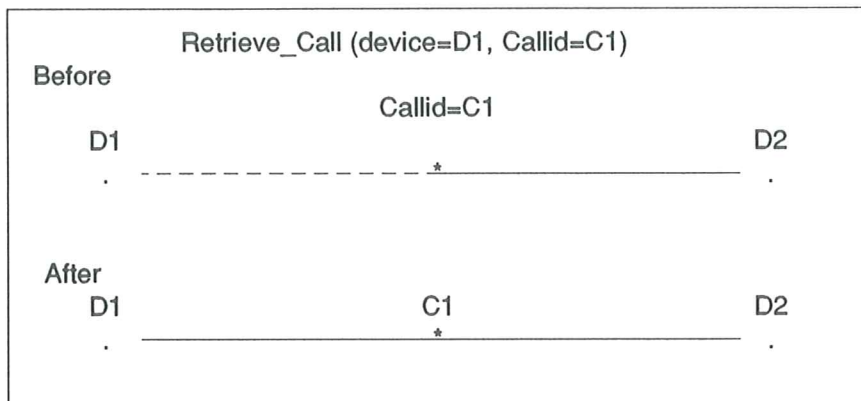 Retrieve_Call (device=D1, Callid=C1)
Before
Callid=C1
D1 D2
. * .
After
D1 C1 D2
. * .